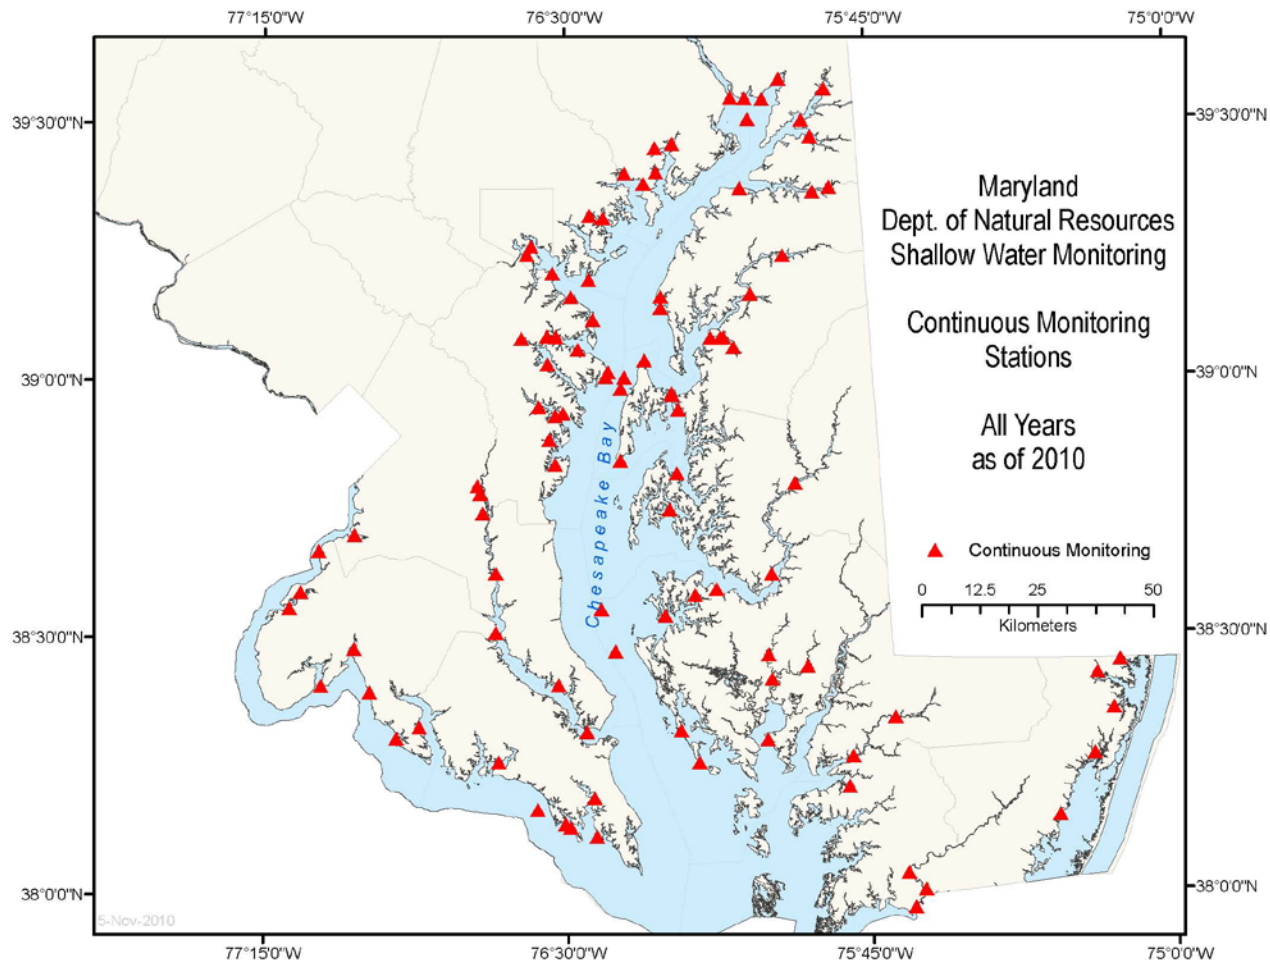 77°15'0"W 76°30'0"W 75°45'0"W 75°0'0"W
39°30'0"N
39°30'0"N
Maryland
Dept. of Natural Resources
Shallow Water Monitoring
Continuous Monitoring
Stations
39°0'0"N
39°0'0"N
All Years
as of 2010
Chesapeake Bay
Continuous Monitoring
0 12.5 25 50
Kilometers
38°30'0"N
38°30'0"N
38°0'0"N
38°0'0"N
5-Nov-2010
77°15'0"W 76°30'0"W 75°45'0"W 75°0'0"W